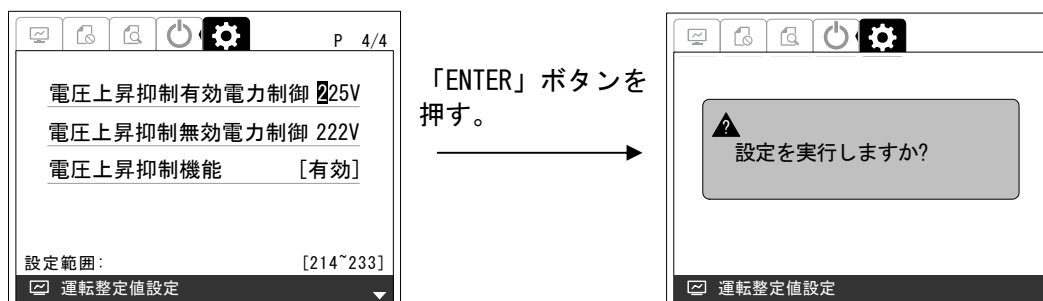 P 4/4
電圧上昇抑制有効電力制御 225V
電圧上昇抑制無効電力制御 222V
電圧上昇抑制機能 [有効]
設定範囲: [214~233]
運転整定値設定
「ENTER」ボタンを
押す。
?
設定を実行しますか?
運転整定値設定